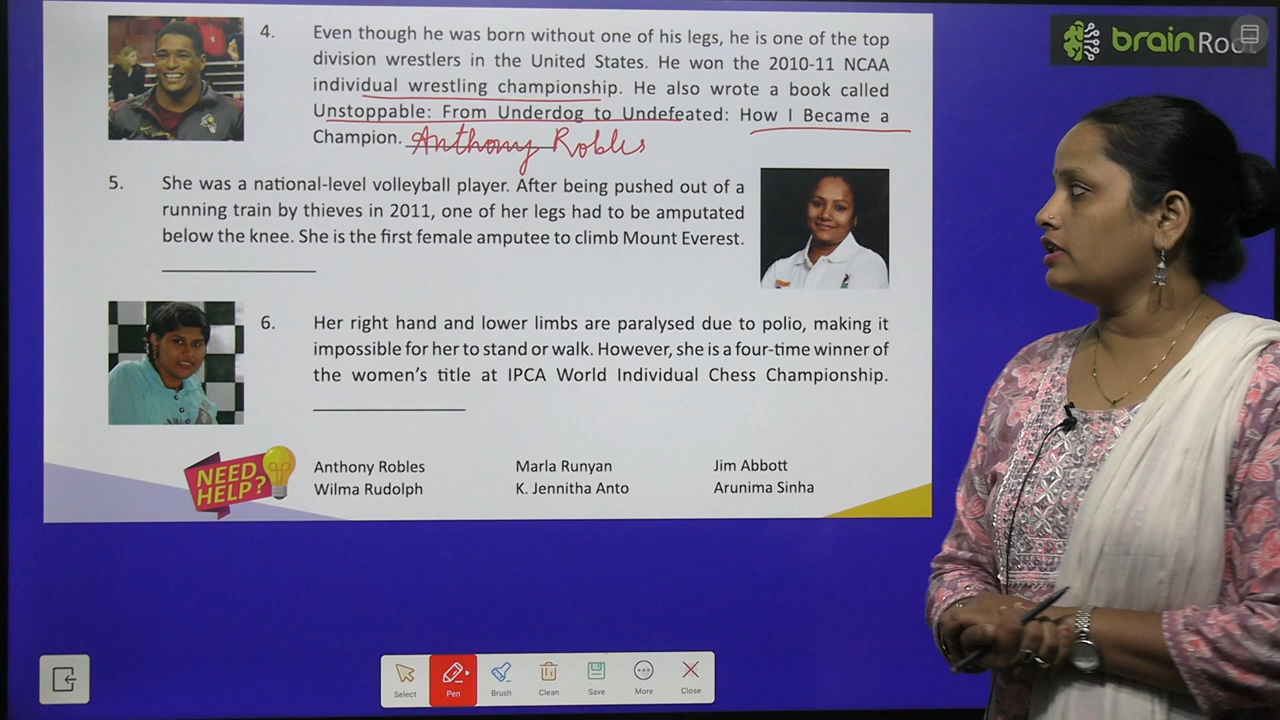 brainRoot
4. Even though he was born without one of his legs, he is one of the top
division wrestlers in the United States. He won the 2010-11 NCAA
individual wrestling championship. He also wrote a book called
Unstoppable: From Underdog to Undefeated: How I Became a
Champion. Anthony Robles
5. She was a national-level volleyball player. After being pushed out of a
running train by thieves in 2011, one of her legs had to be amputated
below the knee. She is the first female amputee to climb Mount Everest.
6. Her right hand and lower limbs are paralysed due to polio, making it
impossible for her to stand or walk. However, she is a four-time winner of
the women's title at IPCA World Individual Chess Championship.
NEED HELP?
Anthony Robles Marla Runyan Jim Abbott
Wilma Rudolph K. Jennitha Anto Arunima Sinha
Select Pen Brush Clean Save More Close